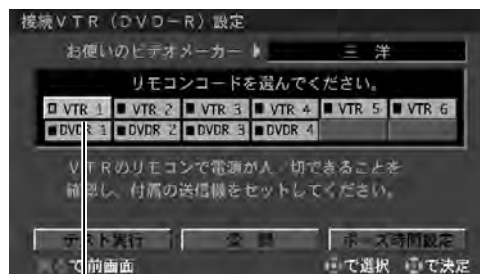 接続VTR(DVD-R)設定
お使いのビデオメーカー 三 洋
リモコンコードを選んでください。
VTR 1 VTR 2 VTR 3 VTR 4 VTR 5 VTR 6
DVDR 1 DVDR 2 DVDR 3 DVDR 4
VTRのリモコンで電源が入/切できることを
確認し、付属の送信機をセットしてください。
テスト実行 登 録 ポーズ時間設定
で前画面 で選択 で決定